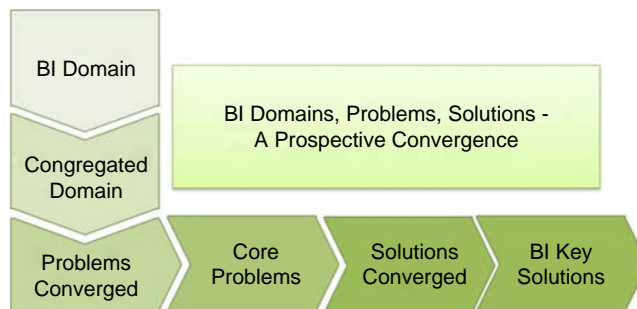 BI Domain
BI Domains, Problems, Solutions -
A Prospective Convergence
Congregated
Domain
Problems
Converged
Core
Problems
Solutions
Converged
BI Key
Solutions